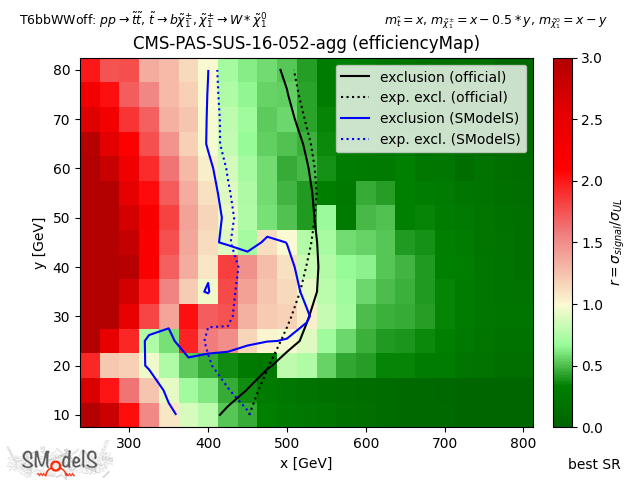 T6bbWWoff: pp → t̃t̃, t̃ → bχ̃₁±, χ̃₁± → W*χ̃₁⁰
m_t̃ = x, m_χ̃₁± = x − 0.5 * y, m_χ̃₁⁰ = x − y
CMS-PAS-SUS-16-052-agg (efficiencyMap)
exclusion (official)
exp. excl. (official)
exclusion (SModelS)
exp. excl. (SModelS)
80
70
60
50
40
30
20
10
y [GeV]
300 400 500 600 700 800
x [GeV]
3.0
2.5
2.0
1.5
1.0
0.5
0.0
r = σ_signal/σ_UL
best SR
SModelS